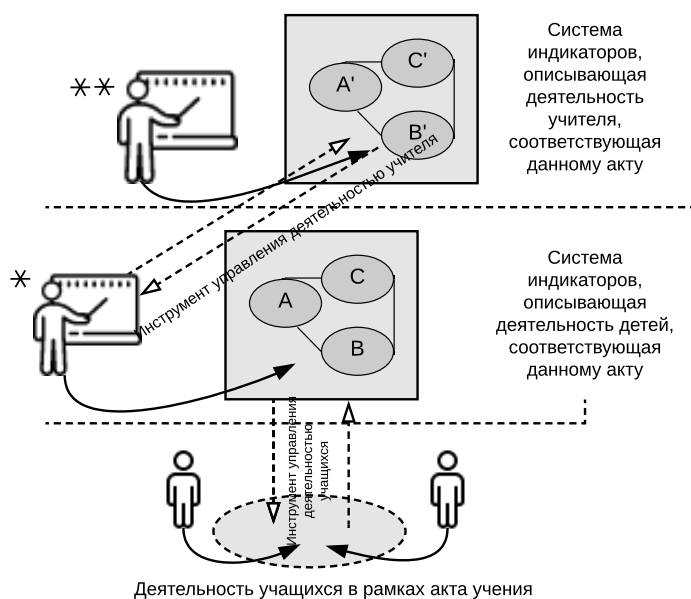 Система
индикаторов,
описывающая
деятельность
учителя,
соответствующая
данному акту
C'
A'
B'
Инструмент управления деятельностью учителя
Система
индикаторов,
описывающая
деятельность детей,
соответствующая
данному акту
C
A
B
Инструмент управления
деятельностью
учащихся
Деятельность учащихся в рамках акта учения